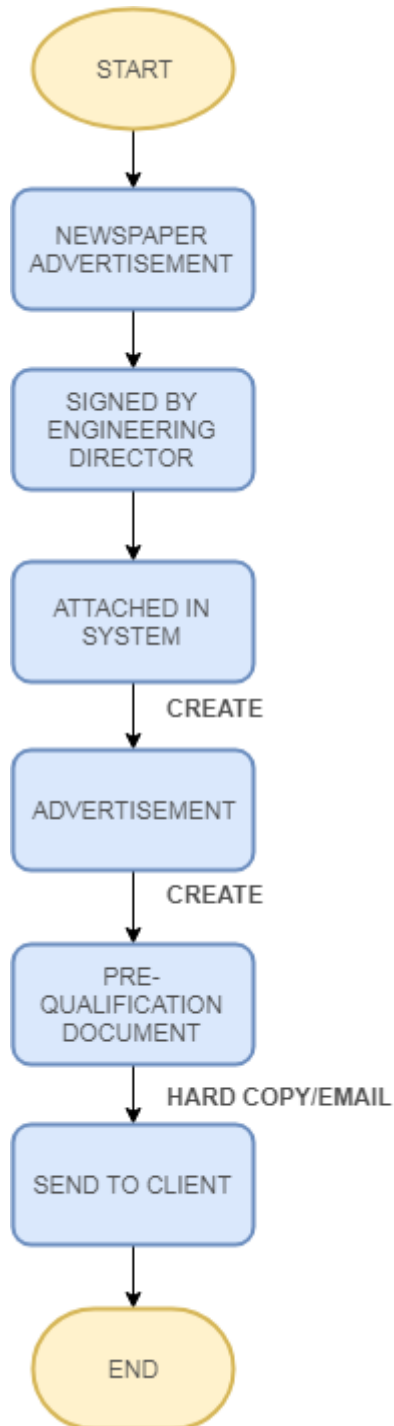 START
NEWSPAPER
ADVERTISEMENT
SIGNED BY
ENGINEERING
DIRECTOR
ATTACHED IN
SYSTEM
CREATE
ADVERTISEMENT
CREATE
PRE-
QUALIFICATION
DOCUMENT
HARD COPY/EMAIL
SEND TO CLIENT
END